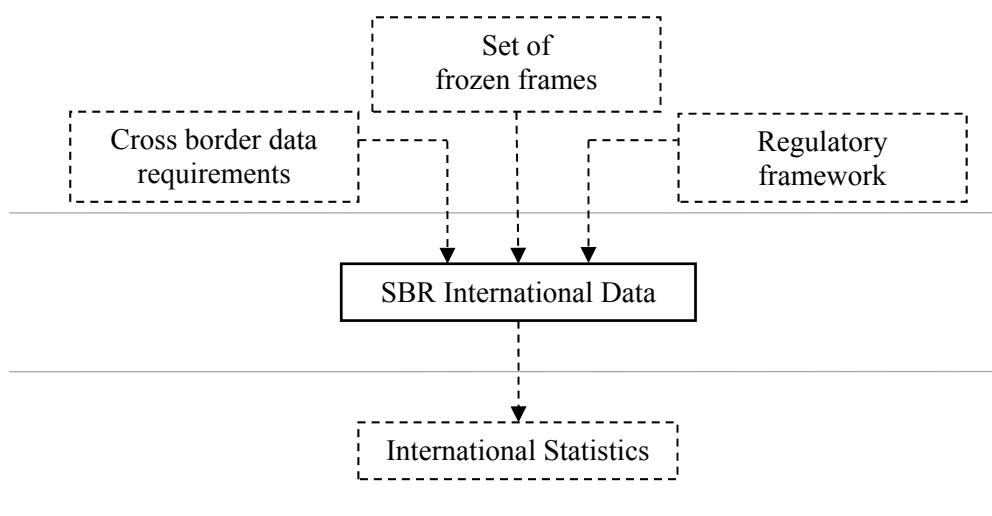 Set of
frozen frames
Cross border data
requirements
Regulatory
framework
SBR International Data
International Statistics